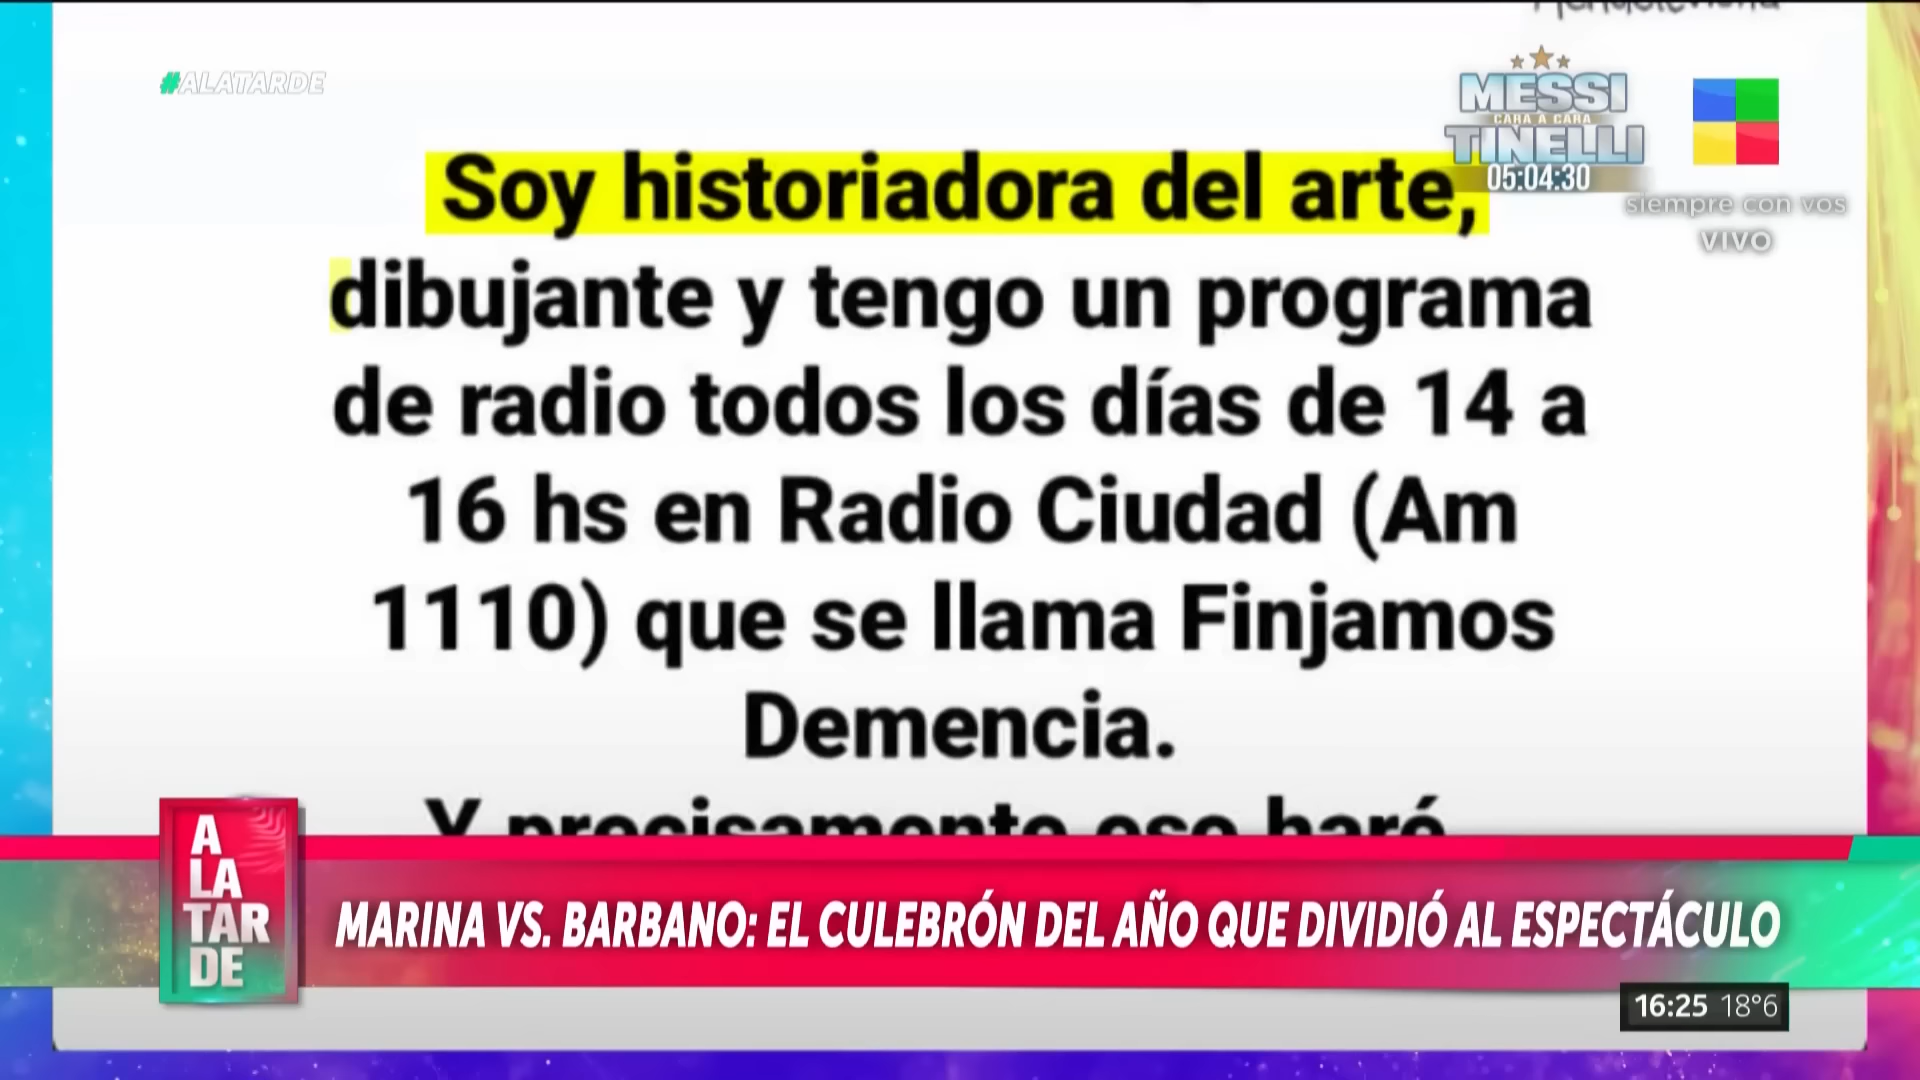 #ALATARDE
MESSI
CARA A CARA
TINELLI
05:04:30
siempre con vos
VIVO
Soy historiadora del arte,
dibujante y tengo un programa
de radio todos los días de 14 a
16 hs en Radio Ciudad (Am
1110) que se llama Finjamos
Demencia.
Y precisamente eso haré
A
LA
TAR
DE
MARINA VS. BARBANO: EL CULEBRÓN DEL AÑO QUE DIVIDIÓ AL ESPECTÁCULO
16:25 18°6